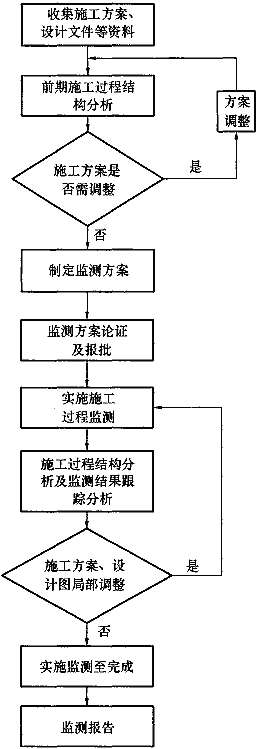 收集施工方案、
设计文件等资料
前期施工过程结
构分析
方案
调整
施工方案是
否需调整
是
否
制定监测方案
监测方案论证
及报批
实施施工
过程监测
施工过程结构分
析及监测结果跟
踪分析
施工方案、设
计图局部调整
是
否
实施监测至完成
监测报告